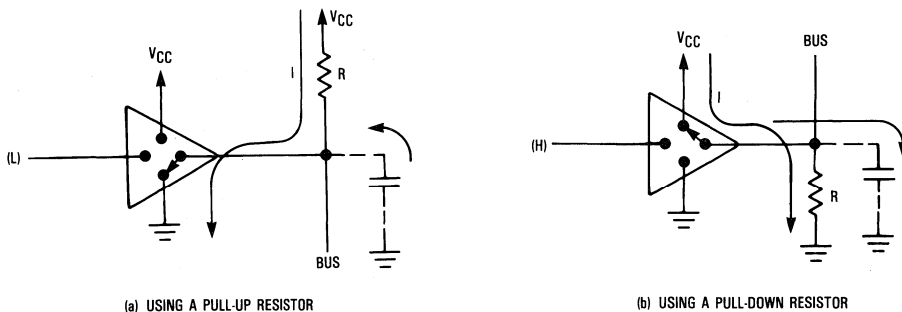 VCC
I
R
VCC
(L)
BUS
(a) USING A PULL-UP RESISTOR
VCC
BUS
I
(H)
R
(b) USING A PULL-DOWN RESISTOR